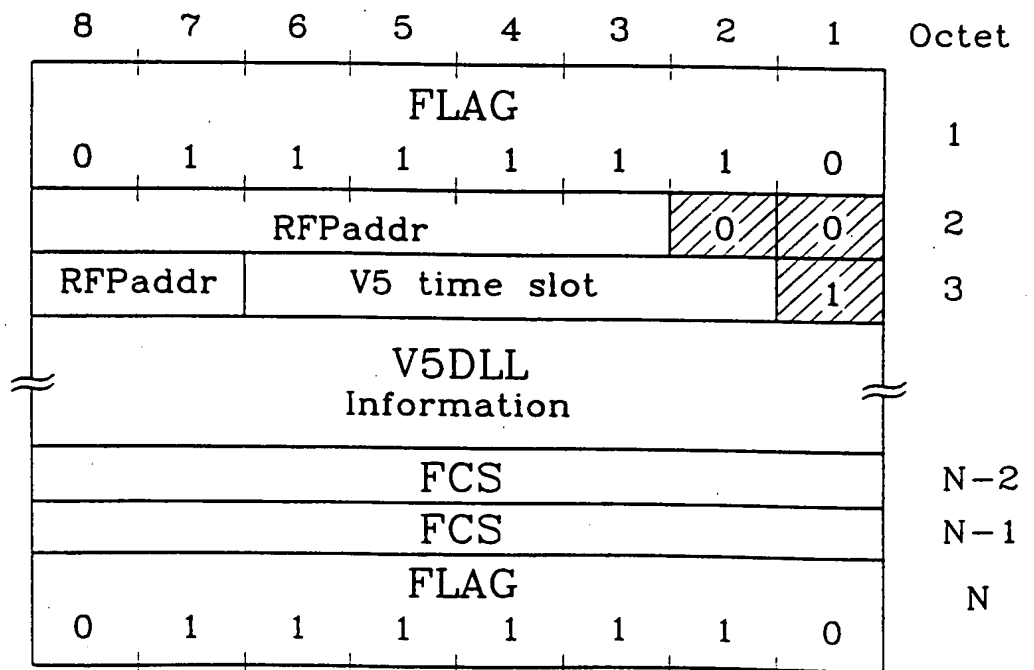 8 7 6 5 4 3 2 1 Octet
FLAG
1
0 1 1 1 1 1 1 0
RFPaddr 0 0 2
RFPaddr V5 time slot 1 3
V5DLL
Information
FCS N-2
FCS N-1
FLAG
N
0 1 1 1 1 1 1 0